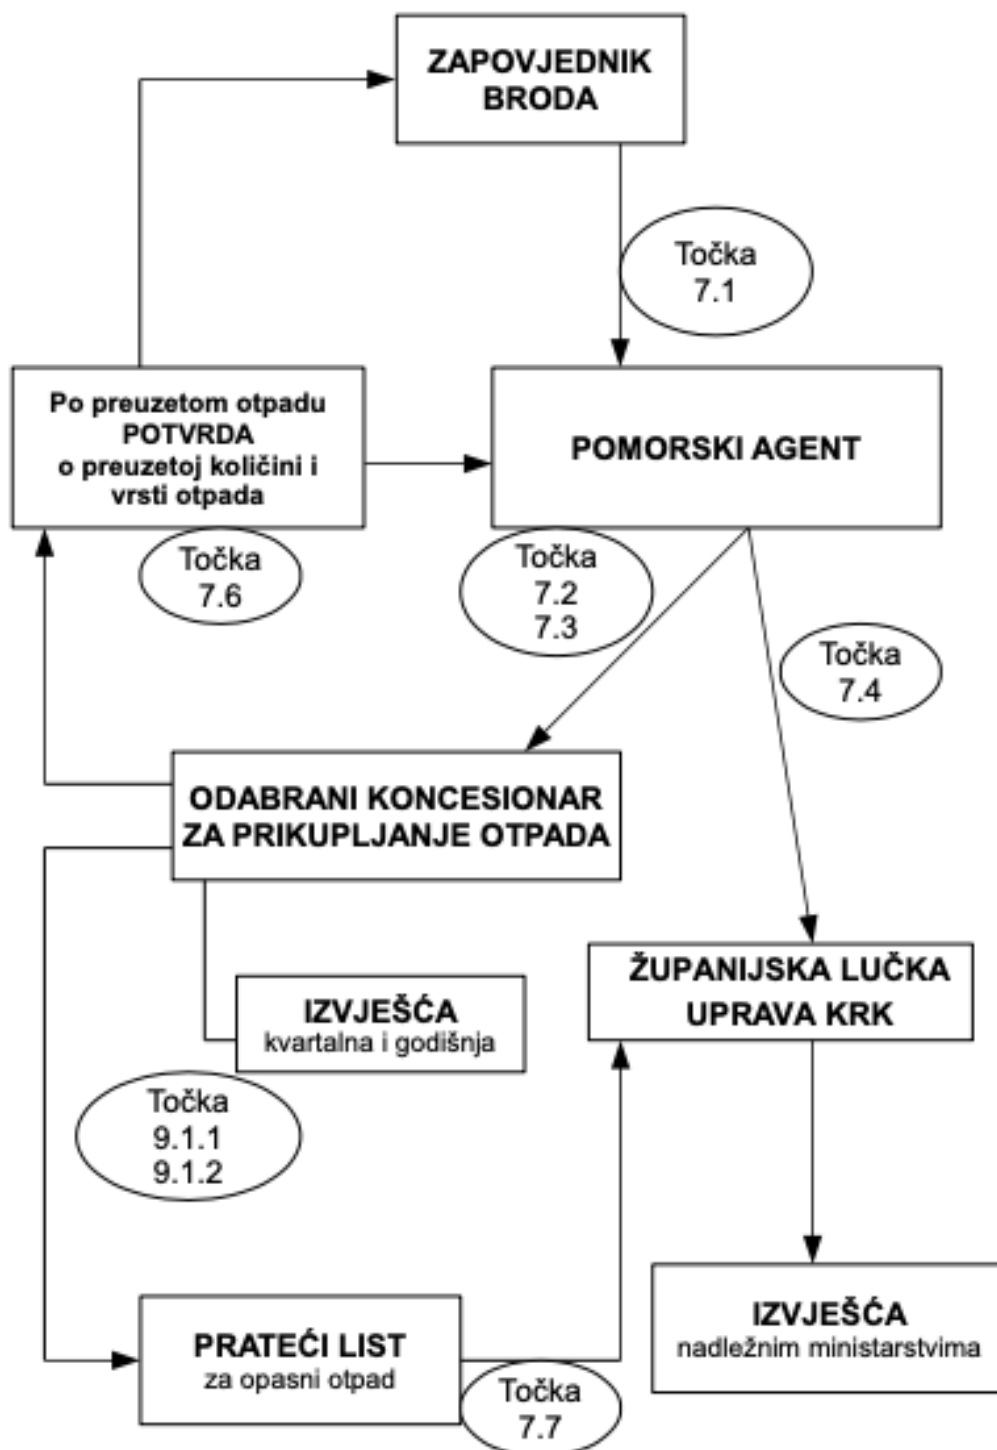 ZAPOVJEDNIK
BRODA
Točka
7.1
Po preuzetom otpadu
POTVRDA
o preuzetoj količini i
vrsti otpada
POMORSKI AGENT
Točka
7.6
Točka
7.2
7.3
Točka
7.4
ODABRANI KONCESIONAR
ZA PRIKUPLJANJE OTPADA
ŽUPANIJSKA LUČKA
UPRAVA KRK
IZVJEŠĆA
kvartalna i godišnja
Točka
9.1.1
9.1.2
PRATEĆI LIST
za opasni otpad
Točka
7.7
IZVJEŠĆA
nadležnim ministarstvima